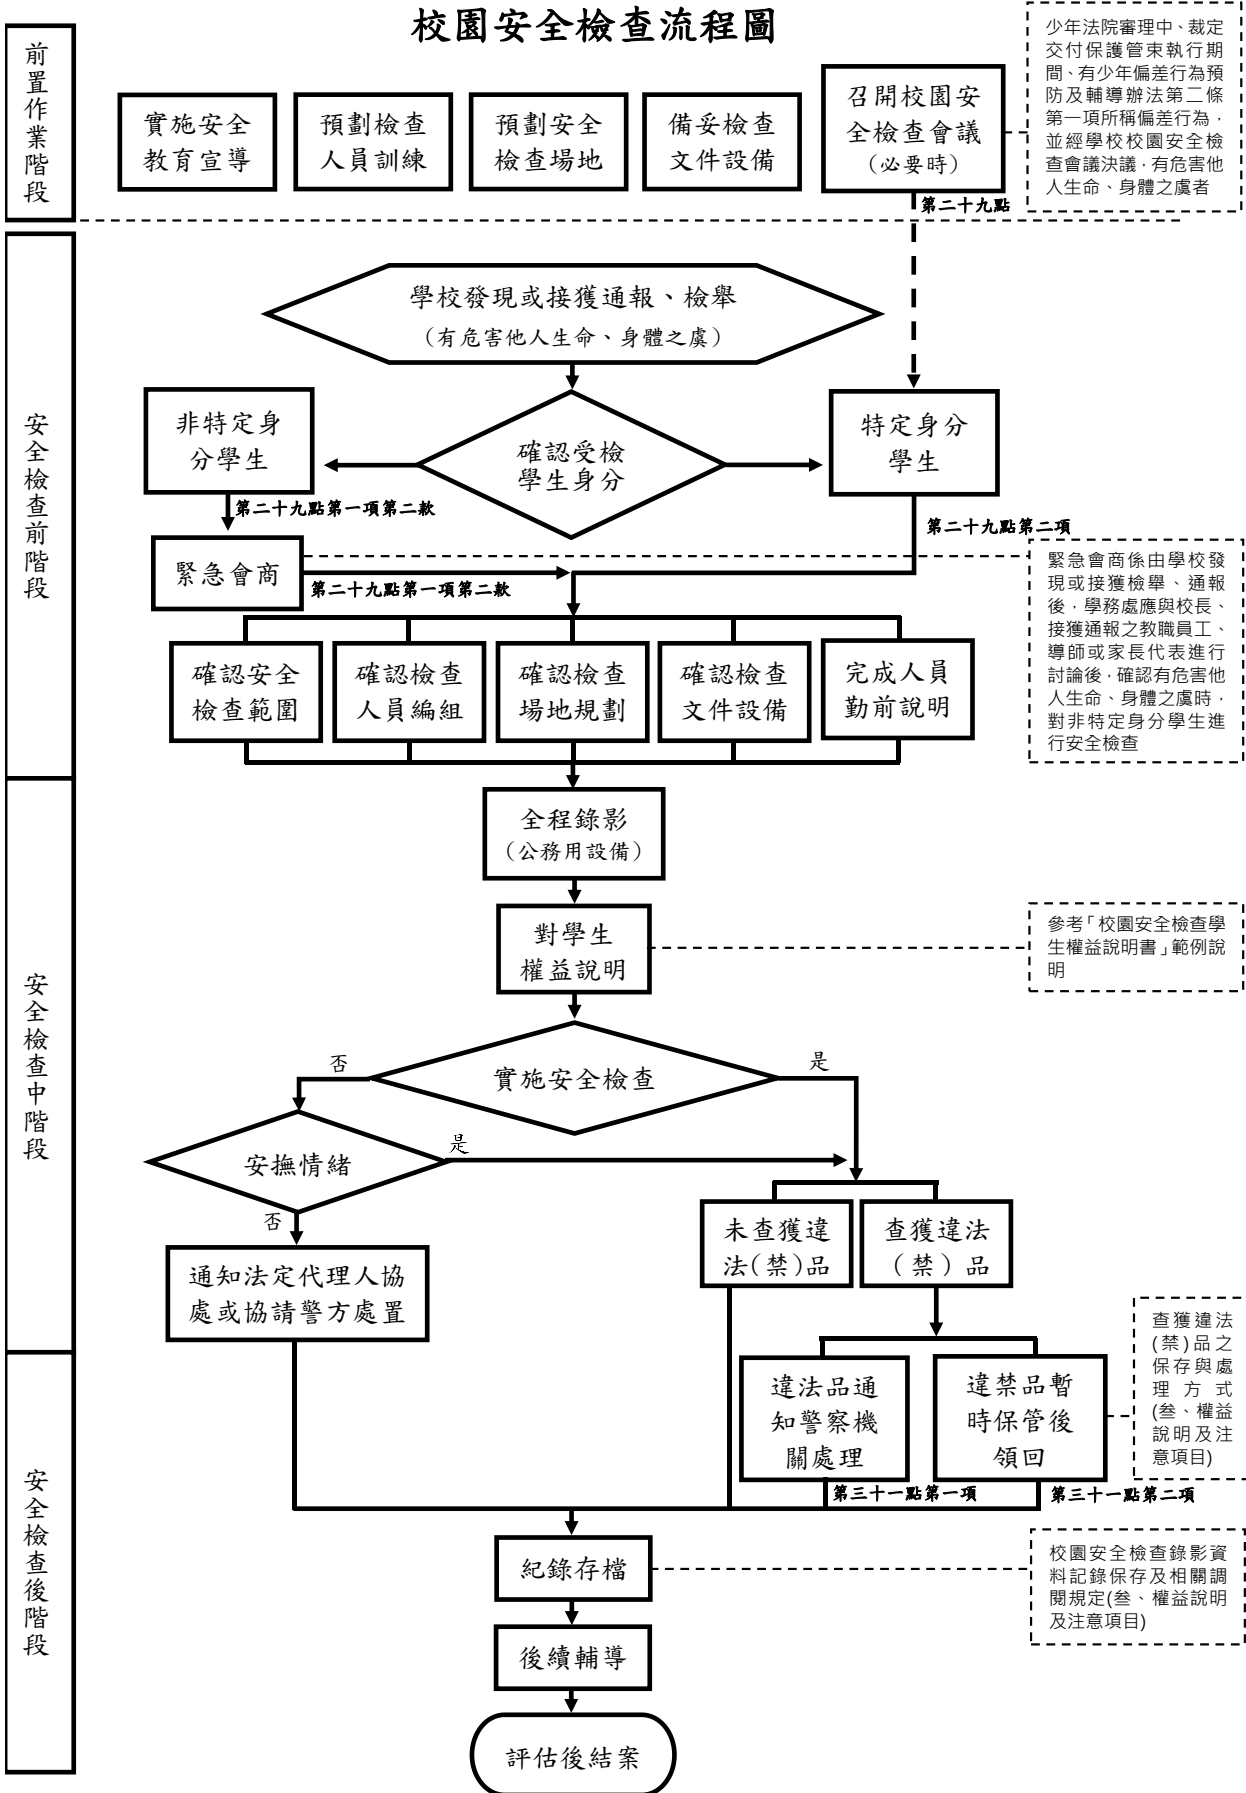 校園安全檢查流程圖
前置作業階段
實施安全
教育宣導
預劃檢查
人員訓練
預劃安全
檢查場地
備妥檢查
文件設備
召開校園安
全檢查會議
(必要時)
少年法院審理中、裁定
交付保護管束執行期
間、有少年偏差行為預
防及輔導辦法第二條
第一項所稱偏差行為，
並經學校校園安全檢
查會議決議，有危害他
人生命、身體之虞者
第二十九點
安全檢查前階段
學校發現或接獲通報、檢舉
(有危害他人生命、身體之虞)
非特定身
分學生
確認受檢
學生身分
特定身分
學生
第二十九點第一項第二款
第二十九點第二項
緊急會商
第二十九點第一項第二款
緊急會商係由學校發
現或接獲檢舉、通報
後，學務處應與校長、
接獲通報之教職員工、
導師或家長代表進行
討論後，確認有危害他
人生命、身體之虞時，
對非特定身分學生進
行安全檢查
確認安全
檢查範圍
確認檢查
人員編組
確認檢查
場地規劃
確認檢查
文件設備
完成人員
勤前說明
安全檢查中階段
全程錄影
(公務用設備)
對學生
權益說明
參考「校園安全檢查學
生權益說明書」範例說
明
實施安全檢查
否
是
安撫情緒
是
否
未查獲違
法(禁)品
查獲違法
(禁)品
通知法定代理人協
處或協請警方處置
查獲違法
(禁)品之
保存與處
理方式
(叁、權益
說明及注
意項目)
違法品通
知警察機
關處理
違禁品暫
時保管後
領回
第三十一點第一項
第三十一點第二項
安全檢查後階段
紀錄存檔
校園安全檢查錄影資
料記錄保存及相關調
閱規定(叁、權益說明
及注意項目)
後續輔導
評估後結案